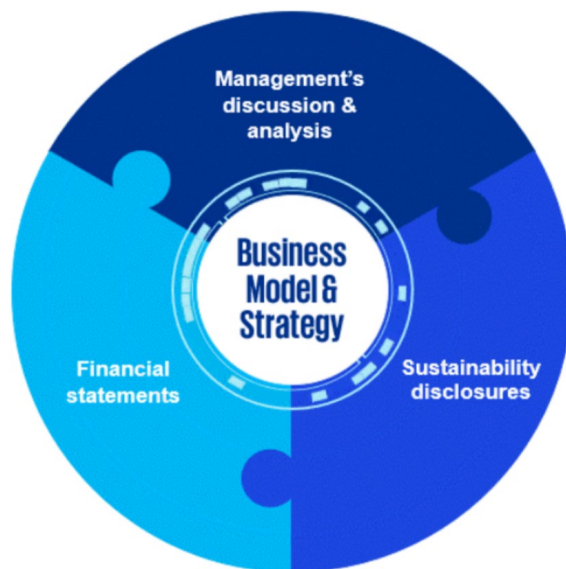 Management's
discussion &
analysis
Business
Model &
Strategy
Financial
statements
Sustainability
disclosures